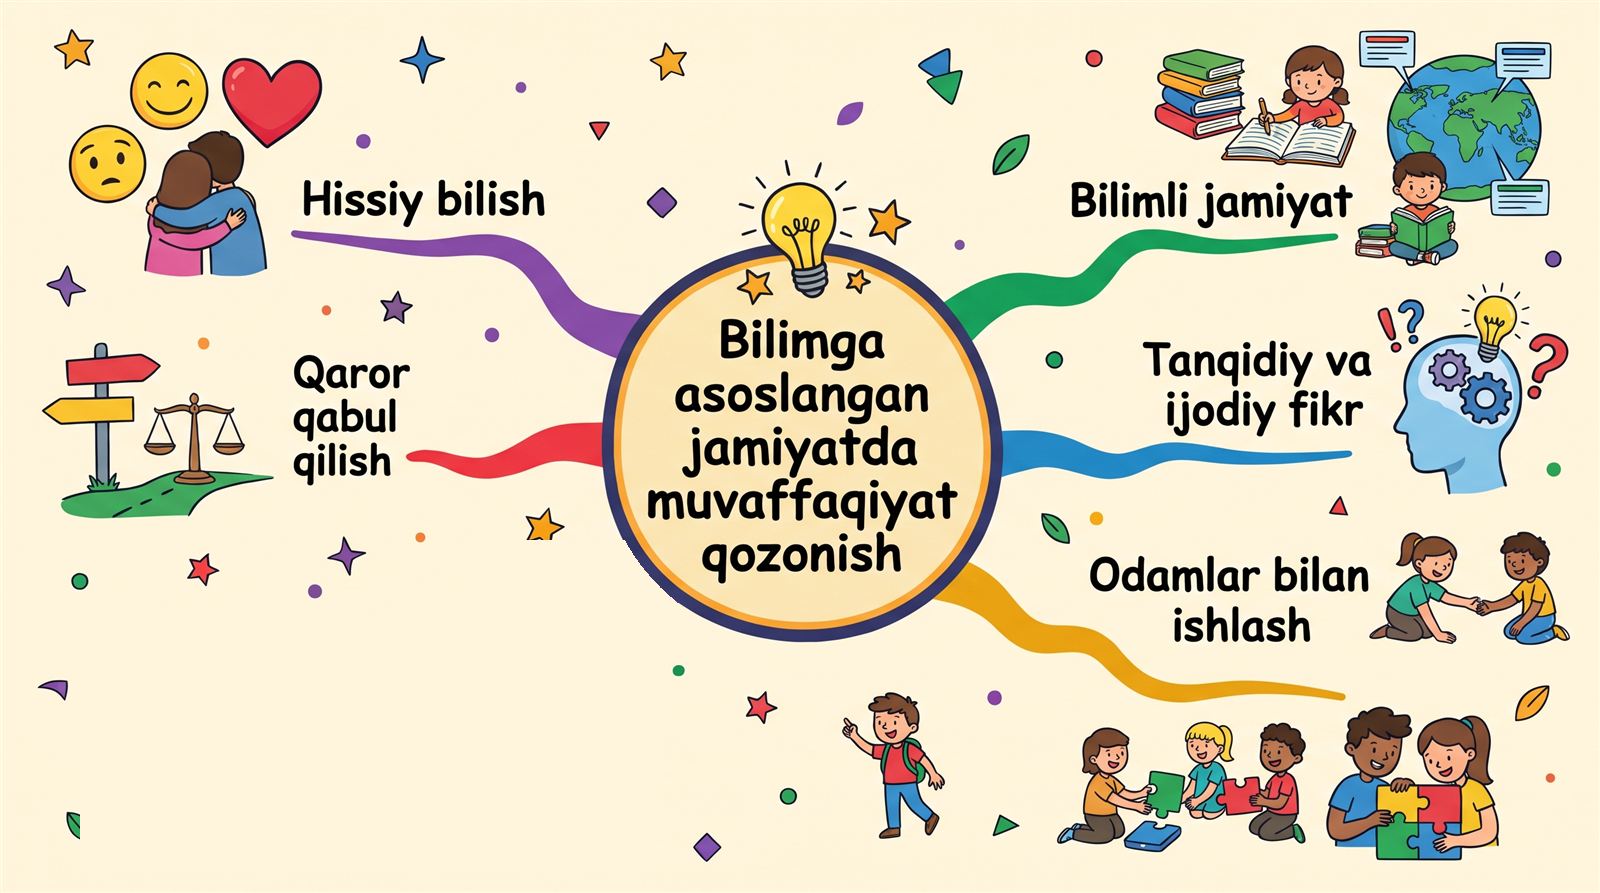 Hissiy bilish
Bilimli jamiyat
Qaror
qabul
qilish
Bilimga
asoslangan
jamiyatda
muvaffaqiyat
qozonish
Tanqidiy va
ijodiy fikr
Odamlar bilan
ishlash